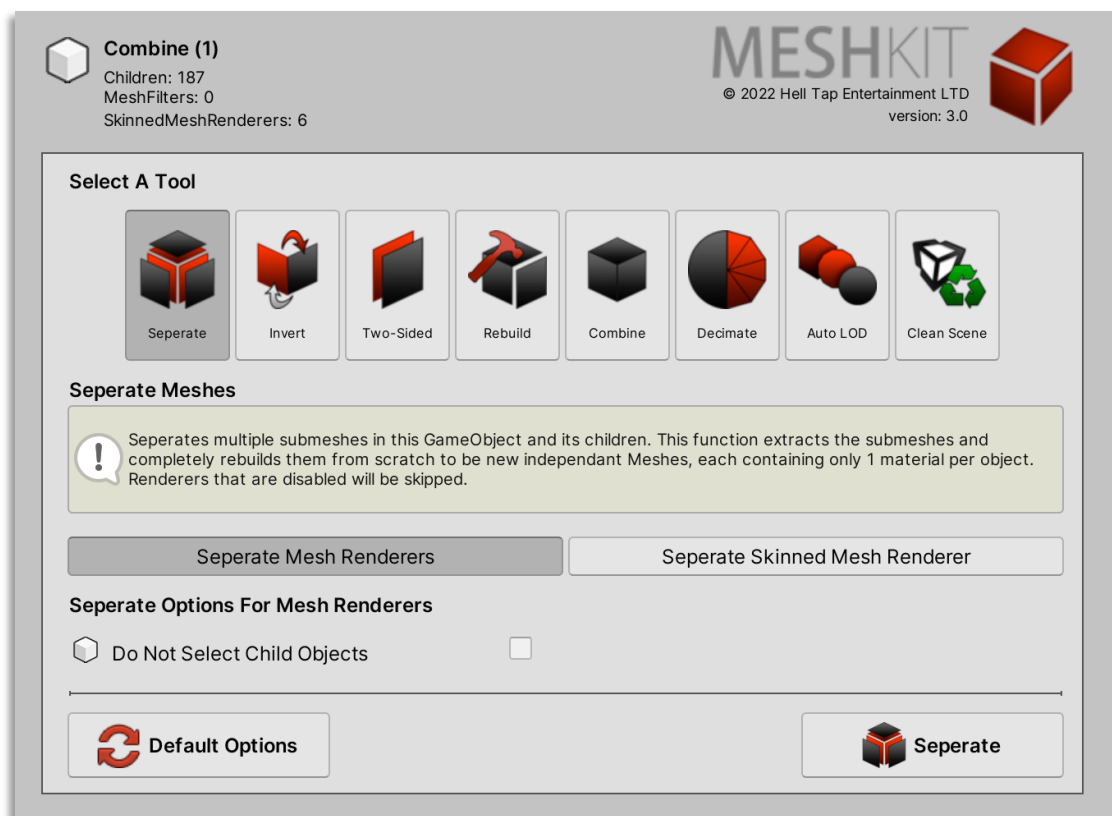 Combine (1)
Children: 187
MeshFilters: 0
SkinnedMeshRenderers: 6
MESHKIT
© 2022 Hell Tap Entertainment LTD
version: 3.0
Select A Tool
Seperate
Invert
Two-Sided
Rebuild
Combine
Decimate
Auto LOD
Clean Scene
Seperate Meshes
Seperates multiple submeshes in this GameObject and its children. This function extracts the submeshes and
completely rebuilds them from scratch to be new independant Meshes, each containing only 1 material per object.
Renderers that are disabled will be skipped.
Seperate Mesh Renderers
Seperate Skinned Mesh Renderer
Seperate Options For Mesh Renderers
Do Not Select Child Objects
Default Options
Seperate